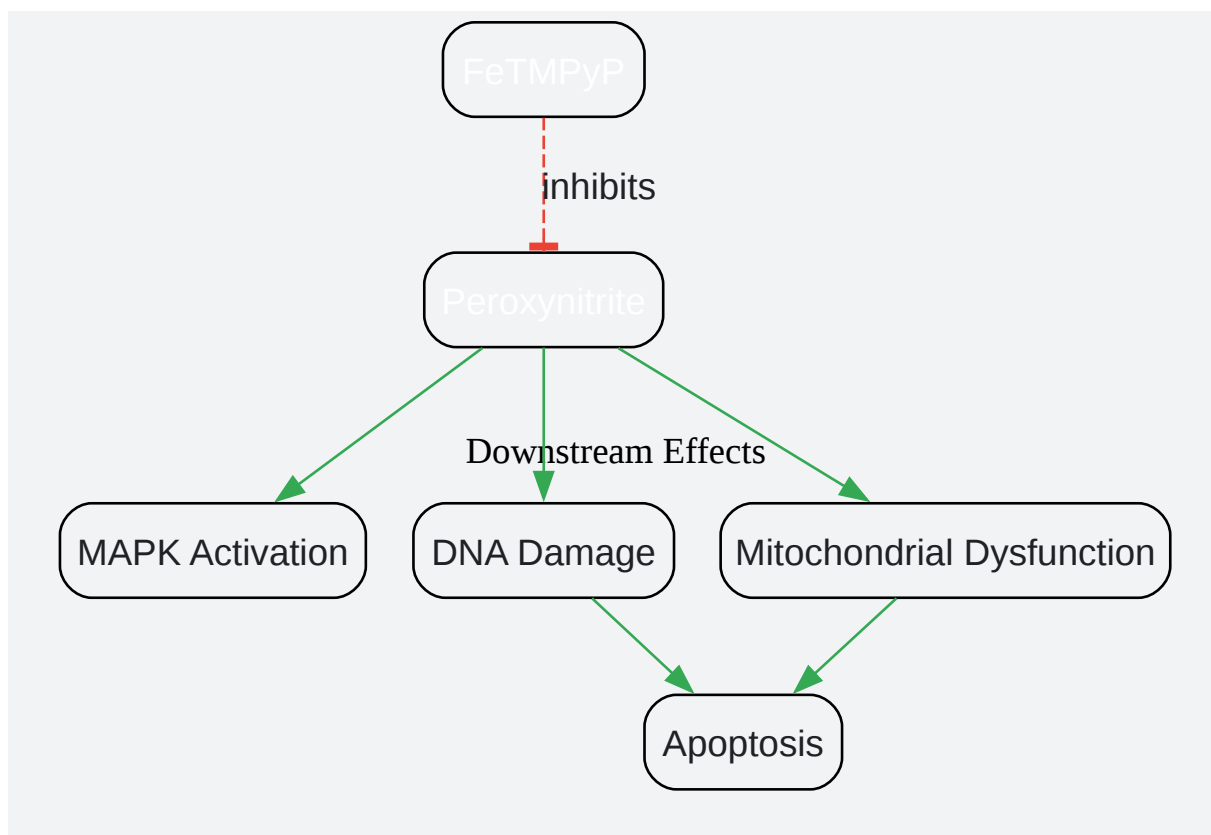 FeTMPyP
inhibits
Peroxynitrite
Downstream Effects
MAPK Activation
DNA Damage
Mitochondrial Dysfunction
Apoptosis